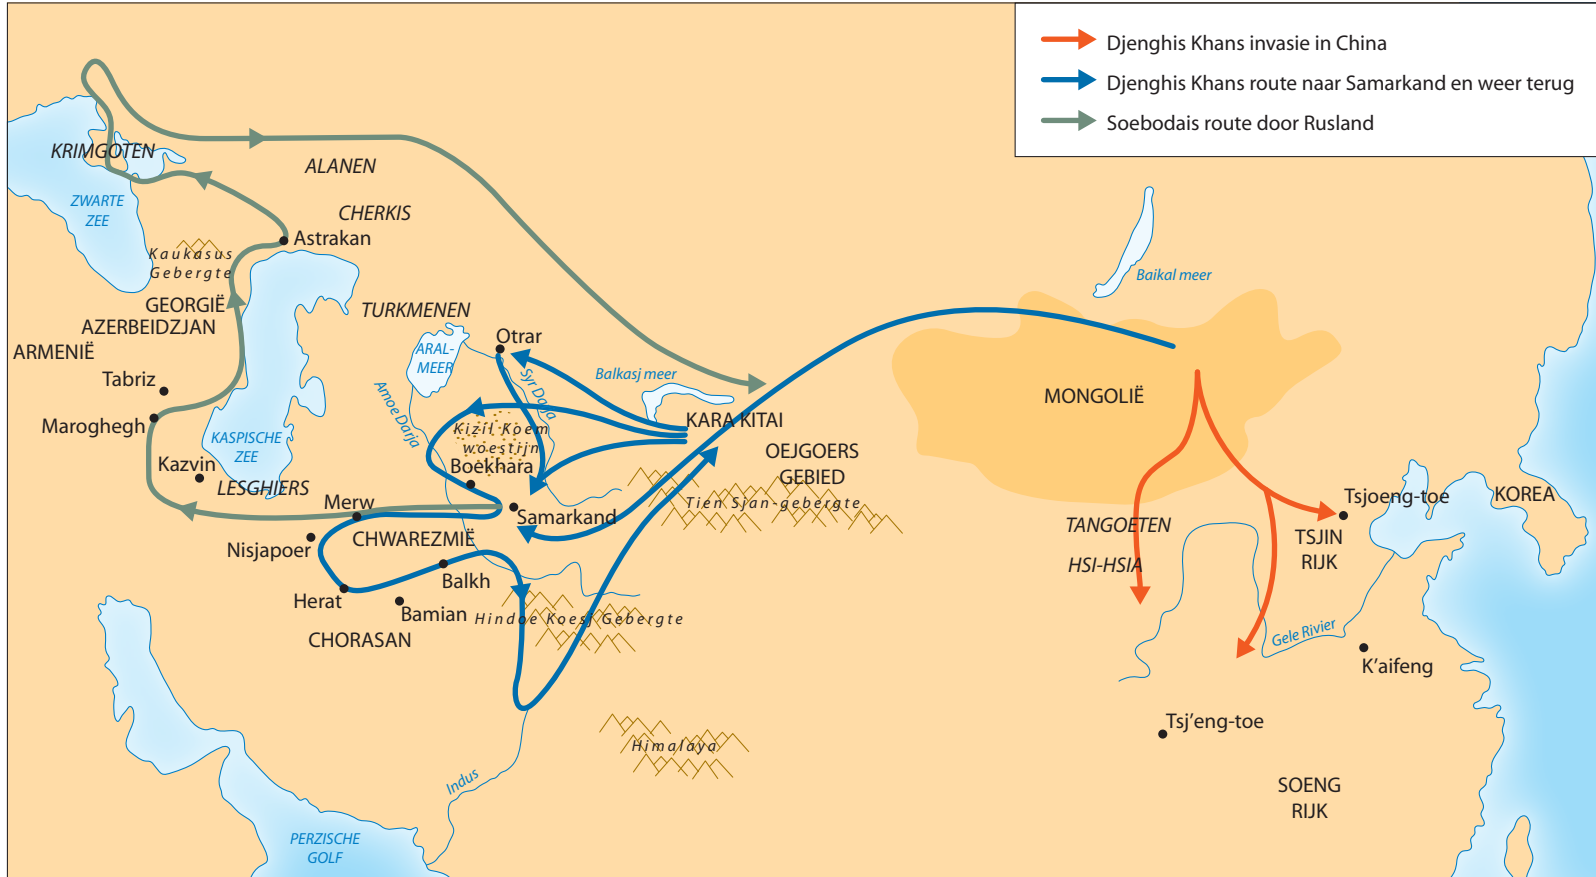 Djenghis Khans invasie in China
Djenghis Khans route naar Samarkand en weer terug
Soebodais route door Rusland
KRIMGOTEN
ALANEN
ZWARTE
ZEE
CHERKIS
Astrakan
Kaukasus
Gebergte
Baikal meer
GEORGIË
AZERBEIDZJAN
TURKMENEN
ARMENIË
Otrar
ARAL-
MEER
Tabriz
Balkasj meer
Syr Darja
Amoe Darja
MONGOLIË
Maroghegh
KARA KITAI
Kizil Koem
woestijn
KASPISCHE
ZEE
OEJGOERS
GEBIED
Kazvin
Boekhara
LESGHIERS
Merw
Samarkand
Tien Sjan-gebergte
Tsjoeng-toe
KOREA
TANGOETEN
TSJIN
RIJK
Nisjapoer
CHWAREZMIË
HSI-HSIA
Balkh
Herat
Bamian
Hindoe Koesj Gebergte
CHORASAN
Gele Rivier
K'aifeng
Tsj'eng-toe
Himalaya
Indus
SOENG
RIJK
PERZISCHE
GOLF